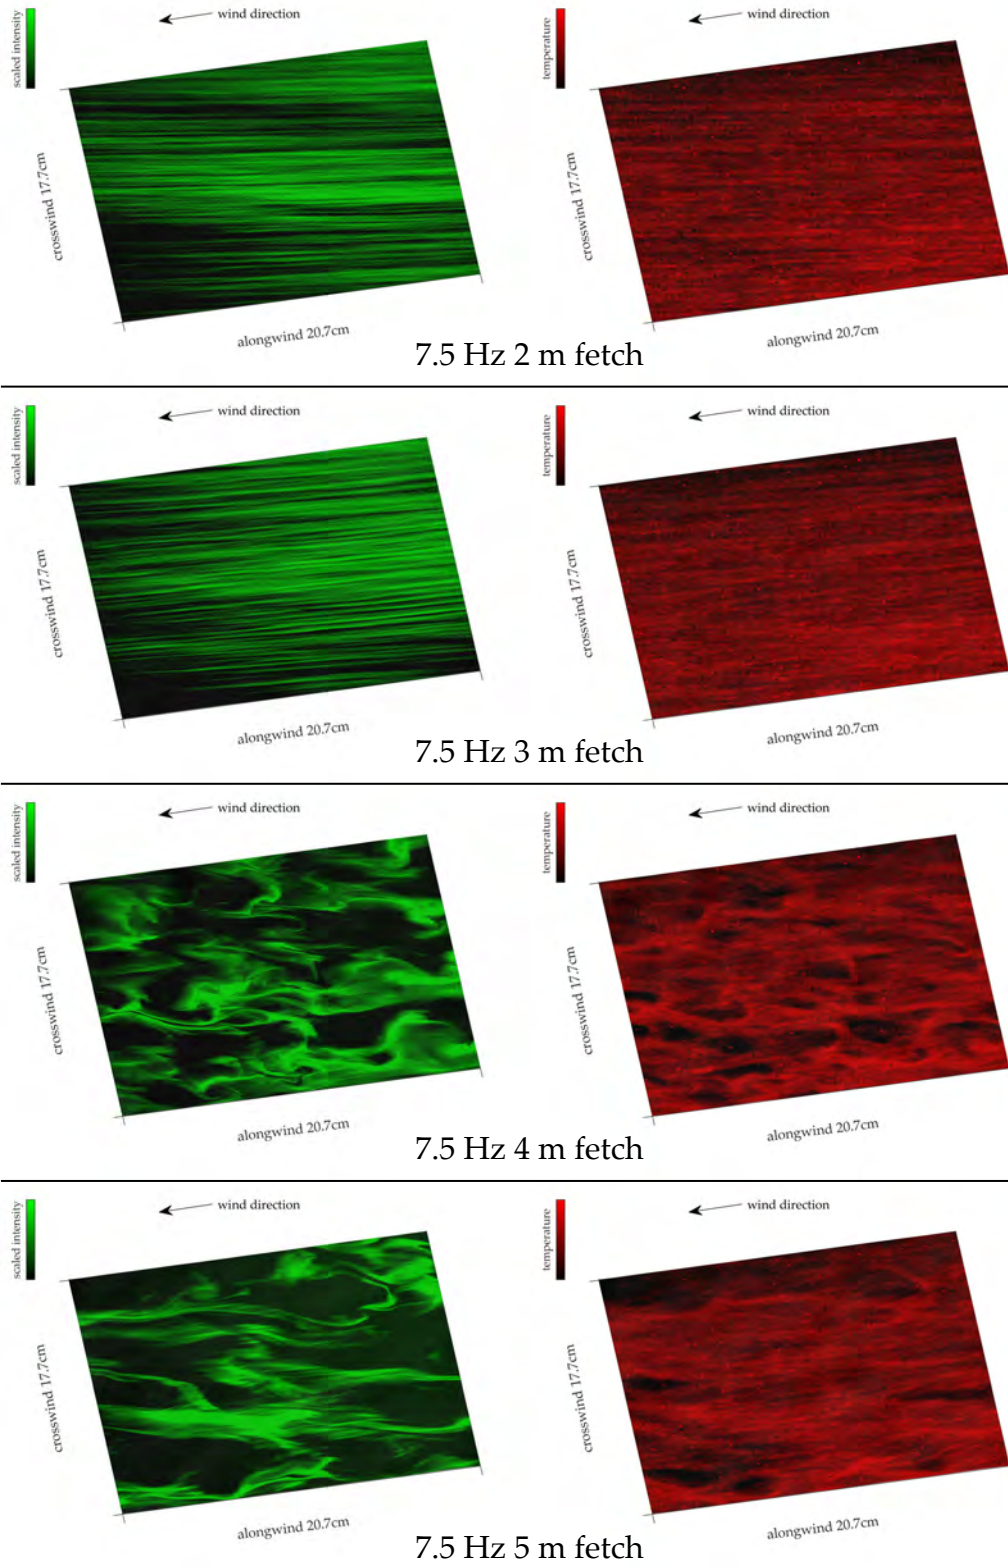 scaled intensity
wind direction
temperature
wind direction
crosswind 17.7cm
crosswind 17.7cm
alongwind 20.7cm
alongwind 20.7cm
7.5 Hz 2 m fetch
scaled intensity
wind direction
temperature
wind direction
crosswind 17.7cm
crosswind 17.7cm
alongwind 20.7cm
alongwind 20.7cm
7.5 Hz 3 m fetch
scaled intensity
wind direction
temperature
wind direction
crosswind 17.7cm
crosswind 17.7cm
alongwind 20.7cm
alongwind 20.7cm
7.5 Hz 4 m fetch
scaled intensity
wind direction
temperature
wind direction
crosswind 17.7cm
crosswind 17.7cm
alongwind 20.7cm
alongwind 20.7cm
7.5 Hz 5 m fetch